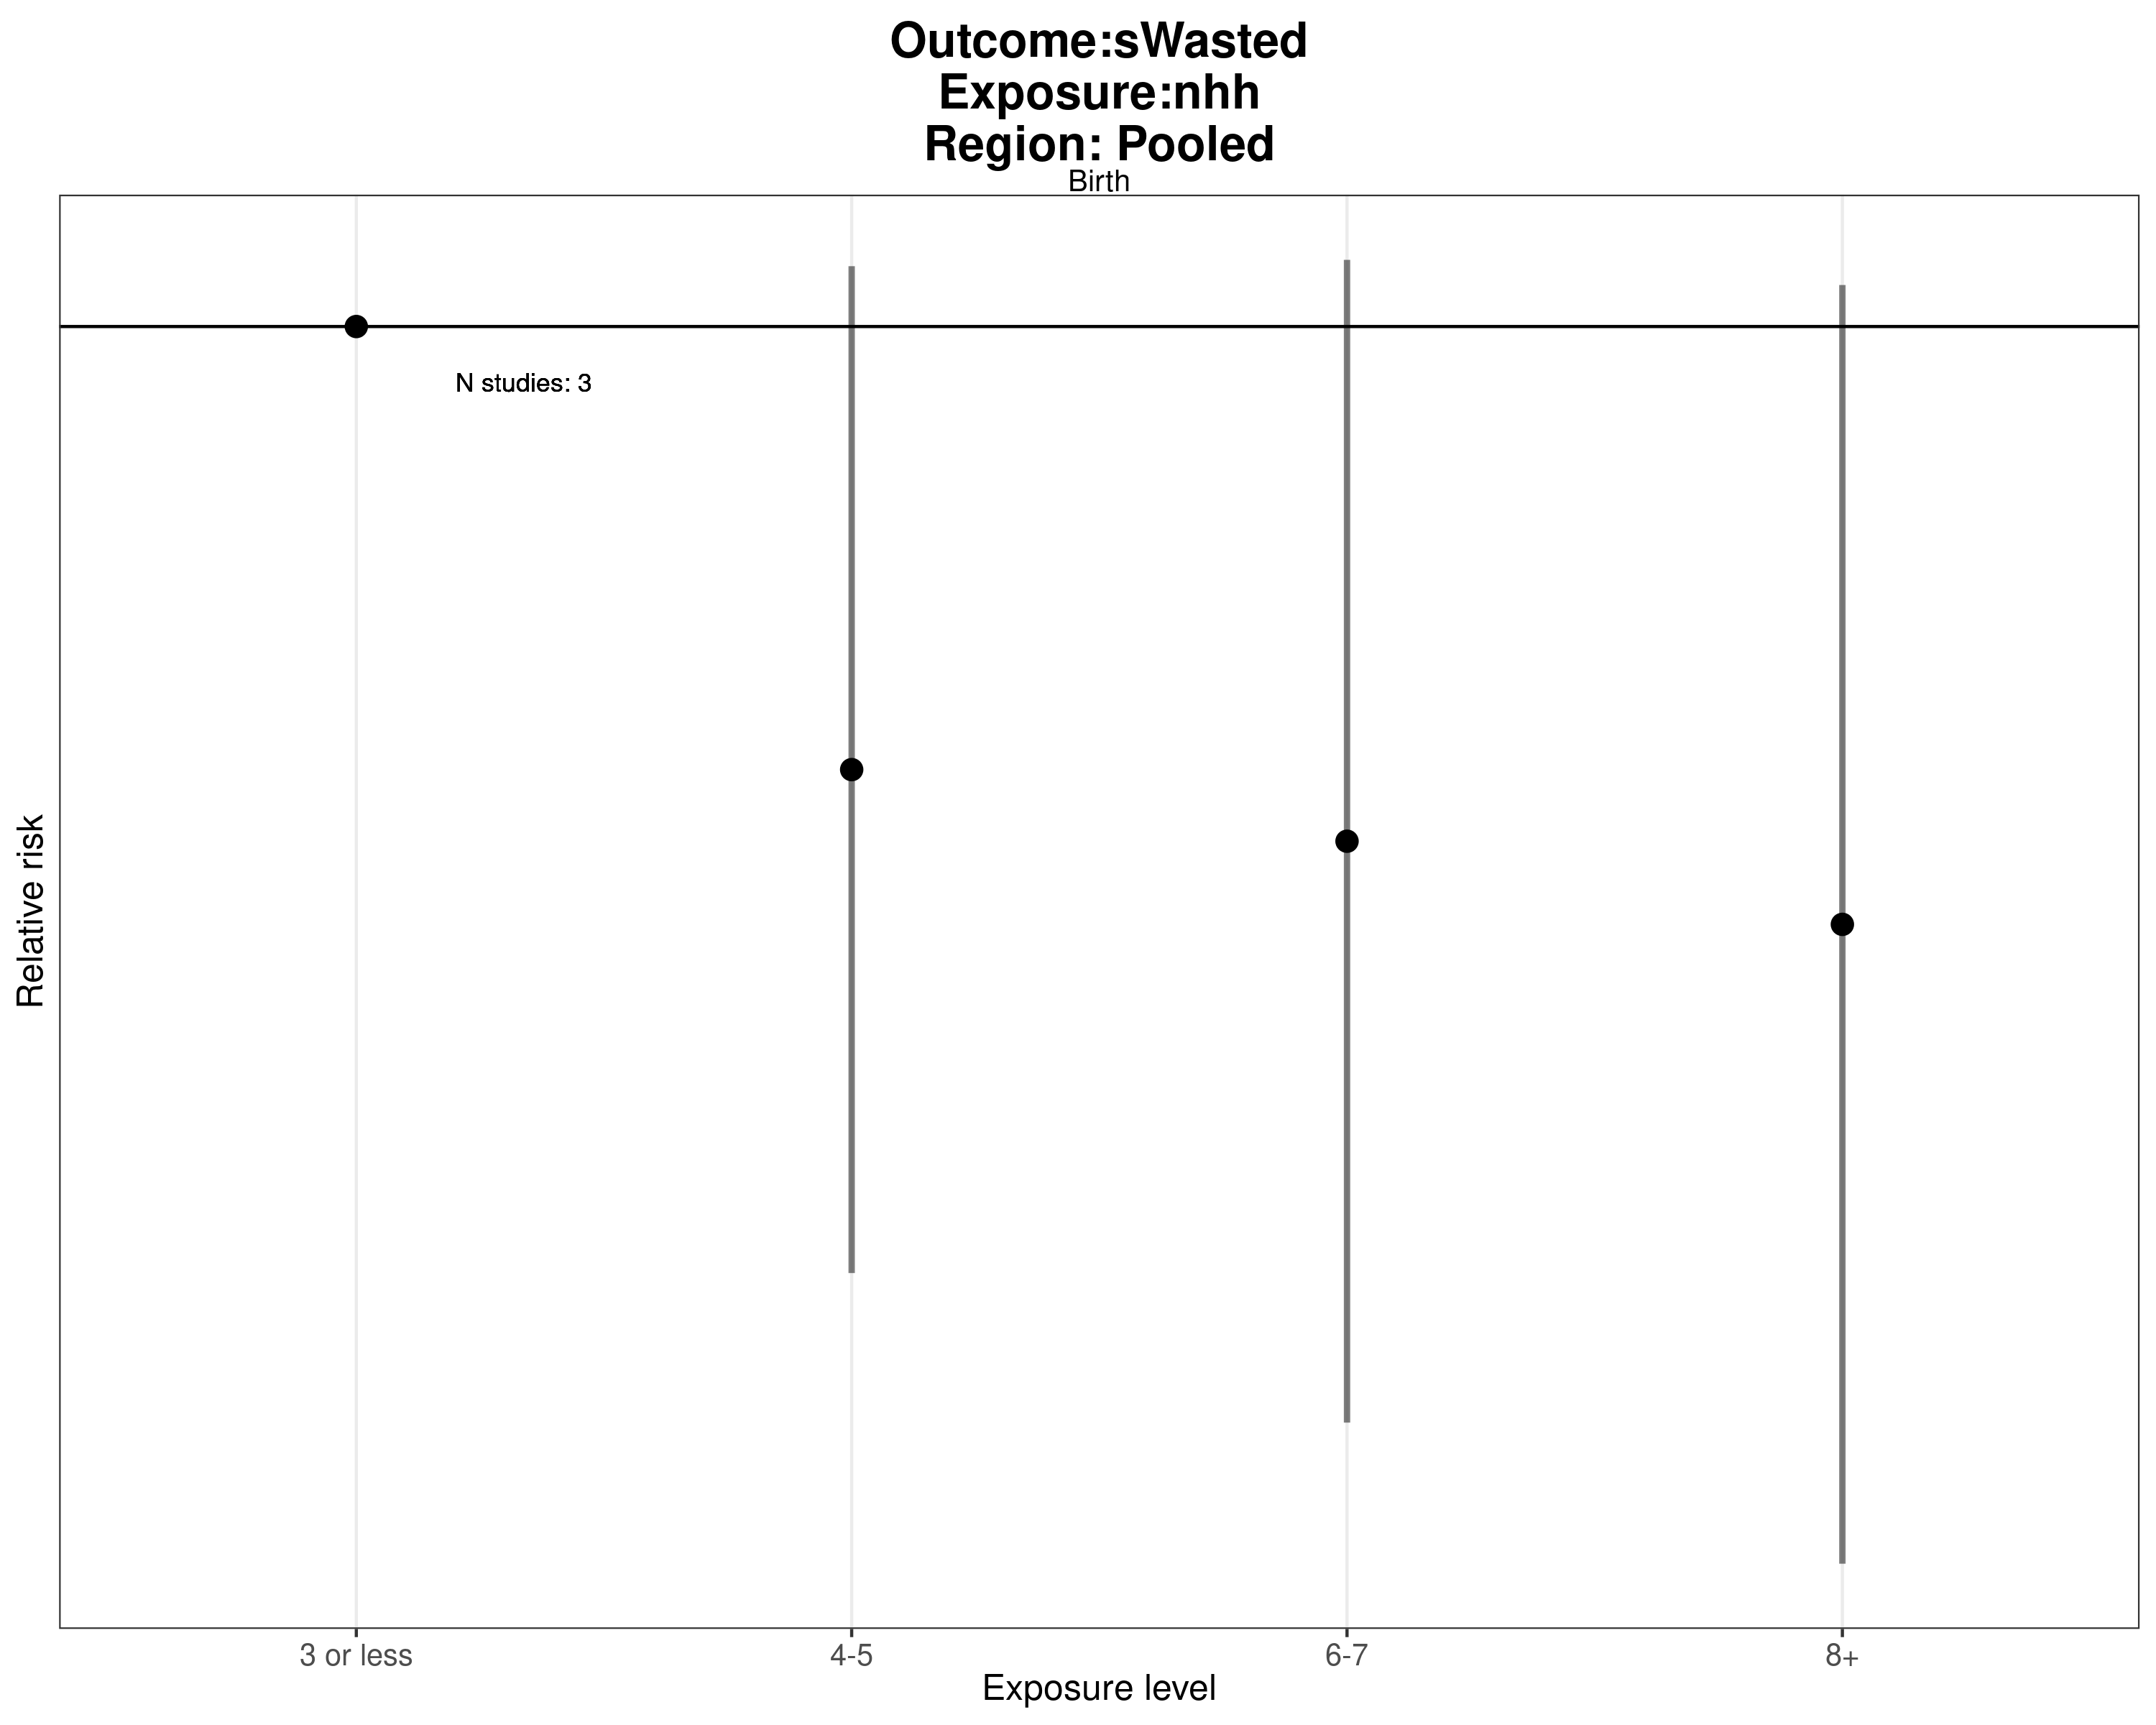 Outcome:sWasted
Exposure:nhh
Region: Pooled
Birth
N studies: 3
Relative risk
3 or less
4-5
6-7
8+
Exposure level